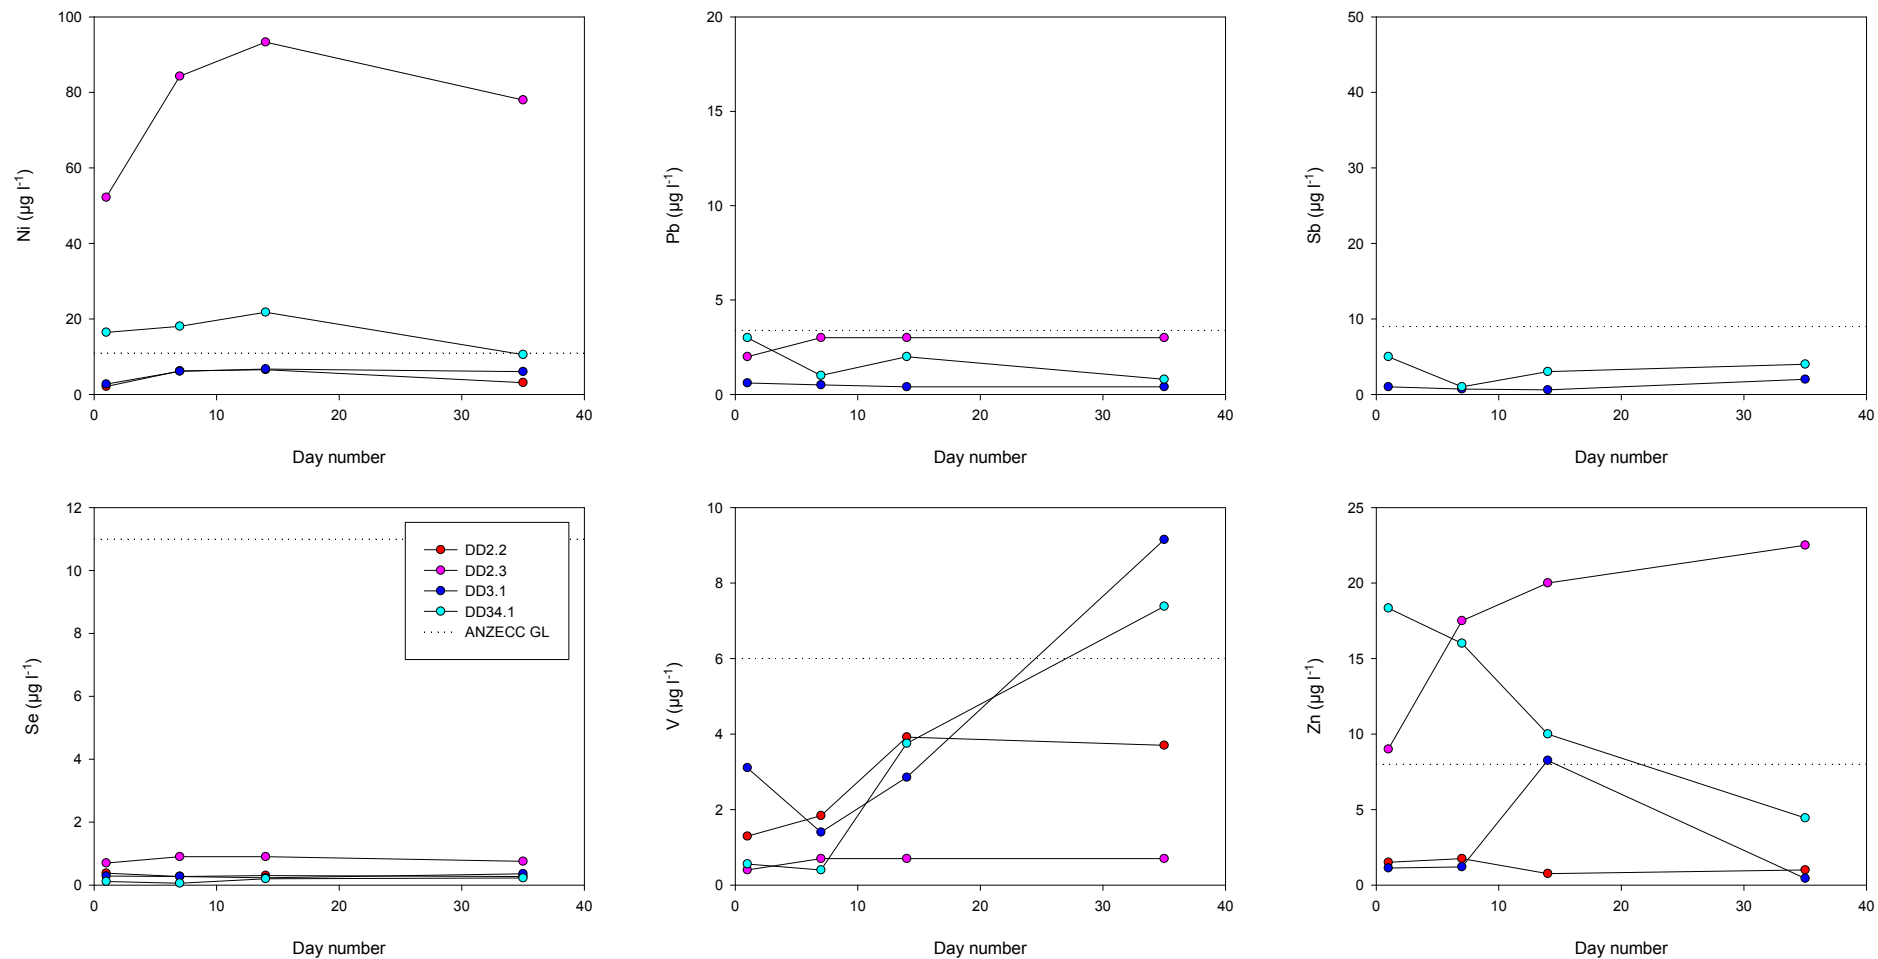 100
80
60
40
20
0
Ni (µg l⁻¹)
0 10 20 30 40
Day number
20
15
10
5
0
Pb (µg l⁻¹)
0 10 20 30 40
Day number
50
40
30
20
10
0
Sb (µg l⁻¹)
0 10 20 30 40
Day number
12
10
8
6
4
2
0
Se (µg l⁻¹)
0 10 20 30 40
Day number
DD2.2
DD2.3
DD3.1
DD34.1
ANZECC GL
10
8
6
4
2
0
V (µg l⁻¹)
0 10 20 30 40
Day number
25
20
15
10
5
0
Zn (µg l⁻¹)
0 10 20 30 40
Day number